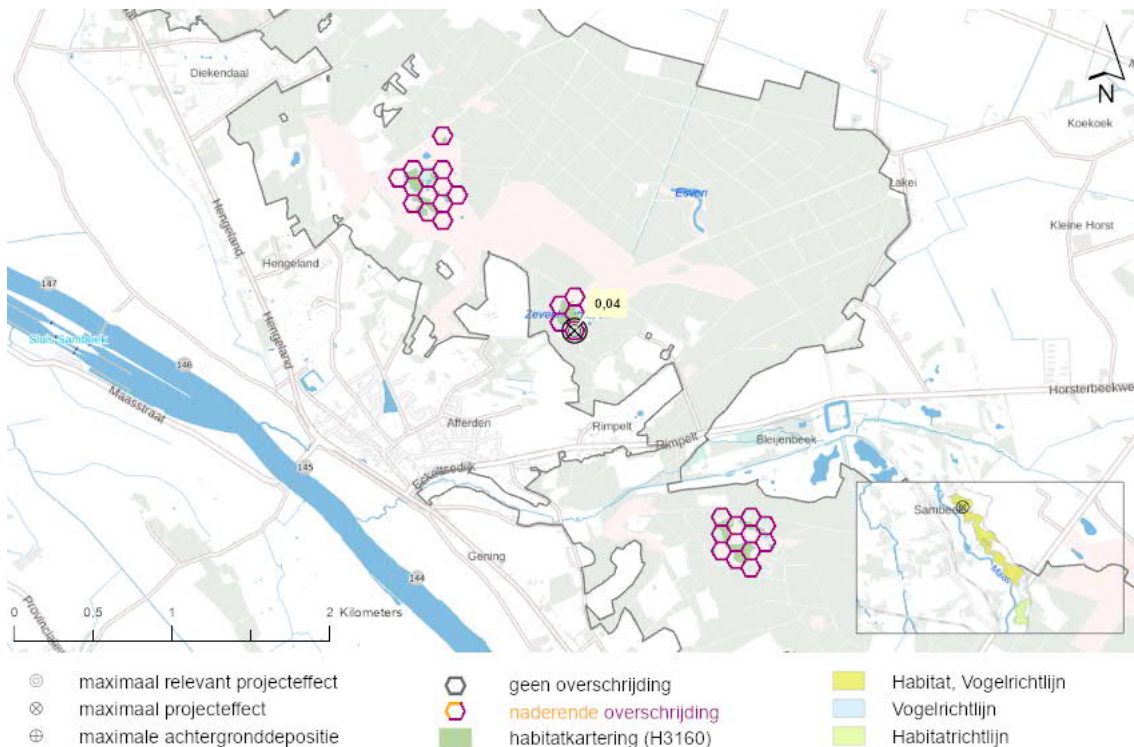 Diekendaal
N
Koekoek
Lakei
Esven
Kleine Horst
Hengeland
Hengeland
Hengeland
147
0,04
Sluis Sambeek
146
Horsterbeekwe
Maasstraat
Afferden
Rimpelt
Rimpelt
Bleijenbeek
145
Eckeltsedijk
Sambeek
Gening
Maas
144
0 0,5 1 2 Kilometers
maximaal relevant projecteffect
maximaal projecteffect
maximale achtergronddepositie
geen overschrijding
naderende overschrijding
habitatkartering (H3160)
Habitat, Vogelrichtlijn
Vogelrichtlijn
Habitatrichtlijn